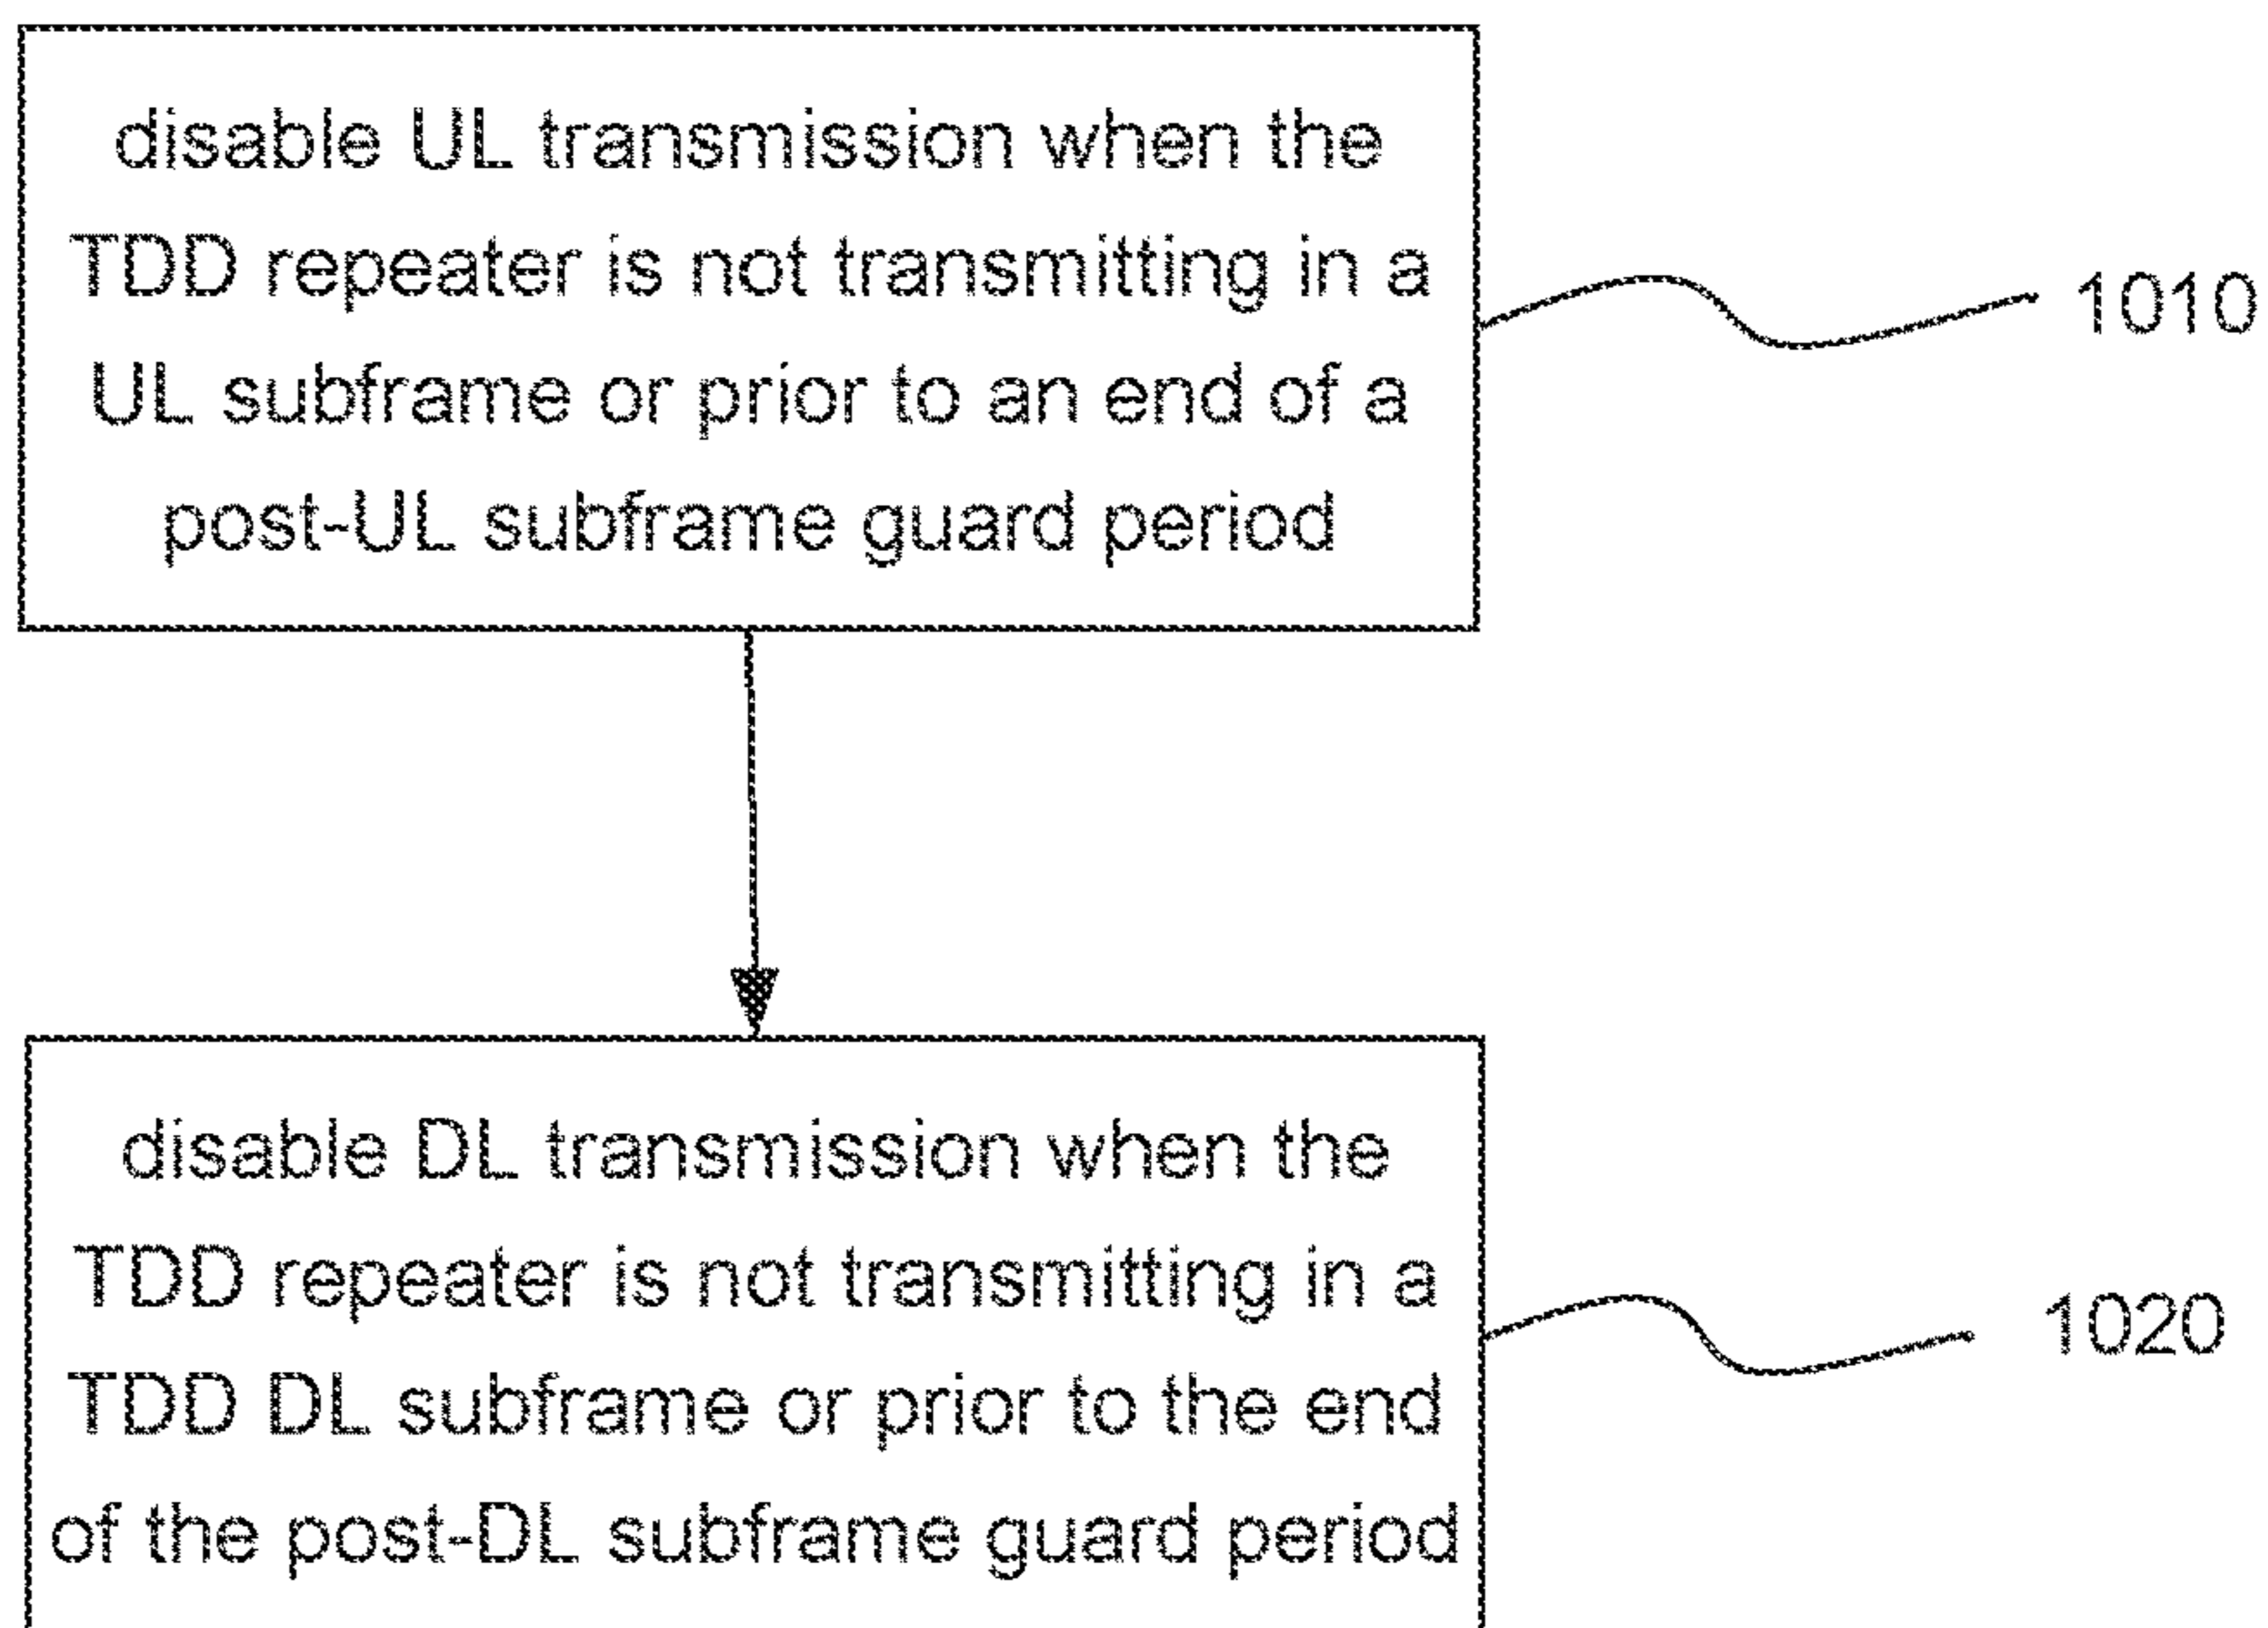 disable UL transmission when the
TDD repeater is not transmitting in a
UL subframe or prior to an end of a
post-UL subframe guard period
1010
disable DL transmission when the
TDD repeater is not transmitting in a
TDD DL subframe or prior to the end
of the post-DL subframe guard period
1020